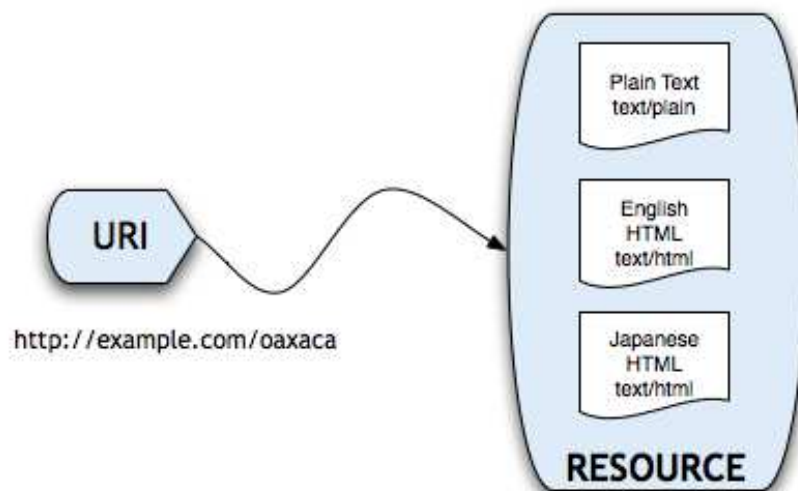 URI
http://example.com/oaxaca
Plain Text
text/plain
English
HTML
text/html
Japanese
HTML
text/html
RESOURCE